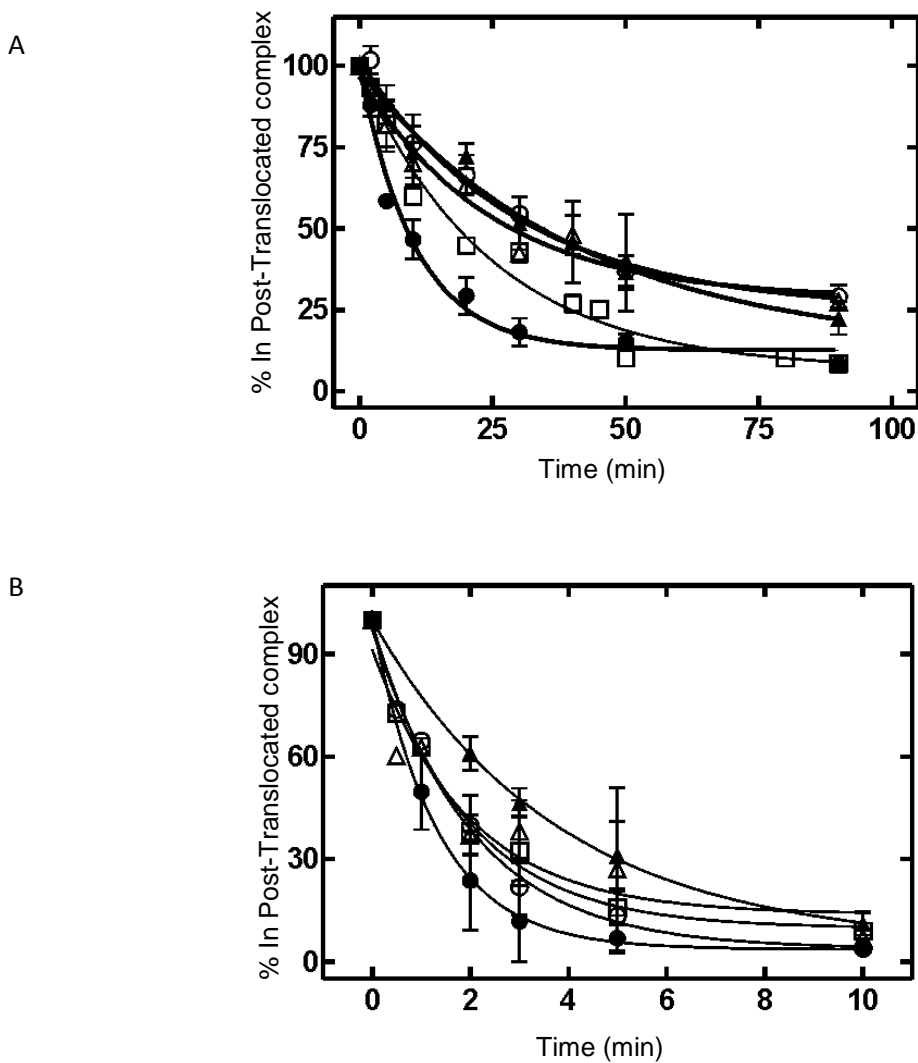 A
% In Post-Translocated complex
100
75
50
25
0
0 25 50 75 100
Time (min)
B
% In Post-Translocated complex
90
60
30
0
0 2 4 6 8 10
Time (min)